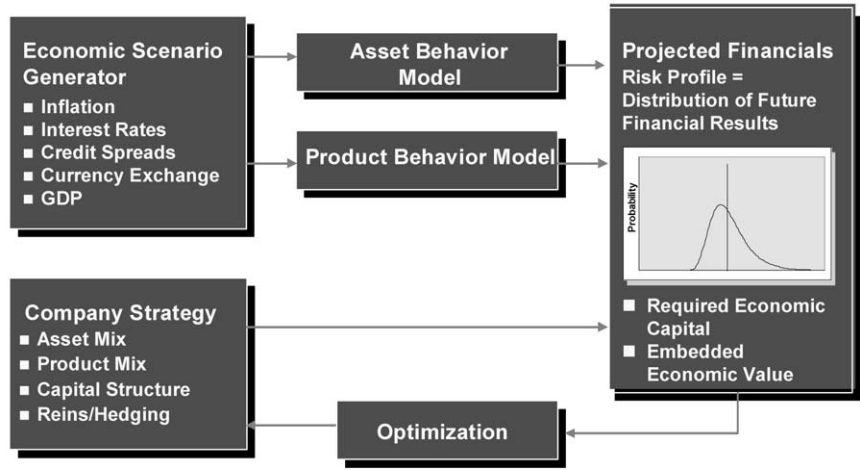 Economic Scenario
Generator
■ Inflation
■ Interest Rates
■ Credit Spreads
■ Currency Exchange
■ GDP
Asset Behavior
Model
Product Behavior Model
Projected Financials
Risk Profile =
Distribution of Future
Financial Results
Probability
■ Required Economic
Capital
■ Embedded
Economic Value
Company Strategy
■ Asset Mix
■ Product Mix
■ Capital Structure
■ Reins/Hedging
Optimization